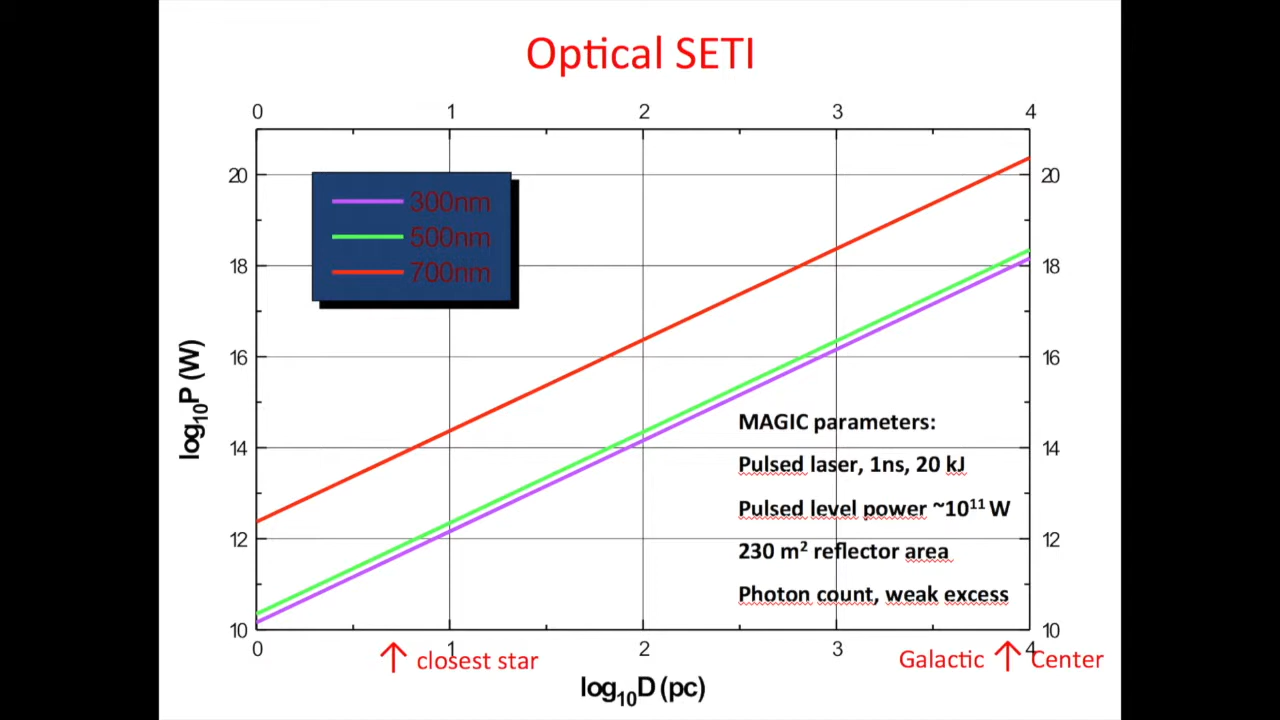 Optical SETI
0 1 2 3 4
20 20
300nm
500nm
700nm
18 18
16 16
log10P (W)
MAGIC parameters:
14 14
Pulsed laser, 1ns, 20 kJ
Pulsed level power ~10¹¹ W
12 12
230 m² reflector area
Photon count, weak excess
10 10
0 1 2 3 4
↑ closest star
Galactic ↑ Center
log10D (pc)